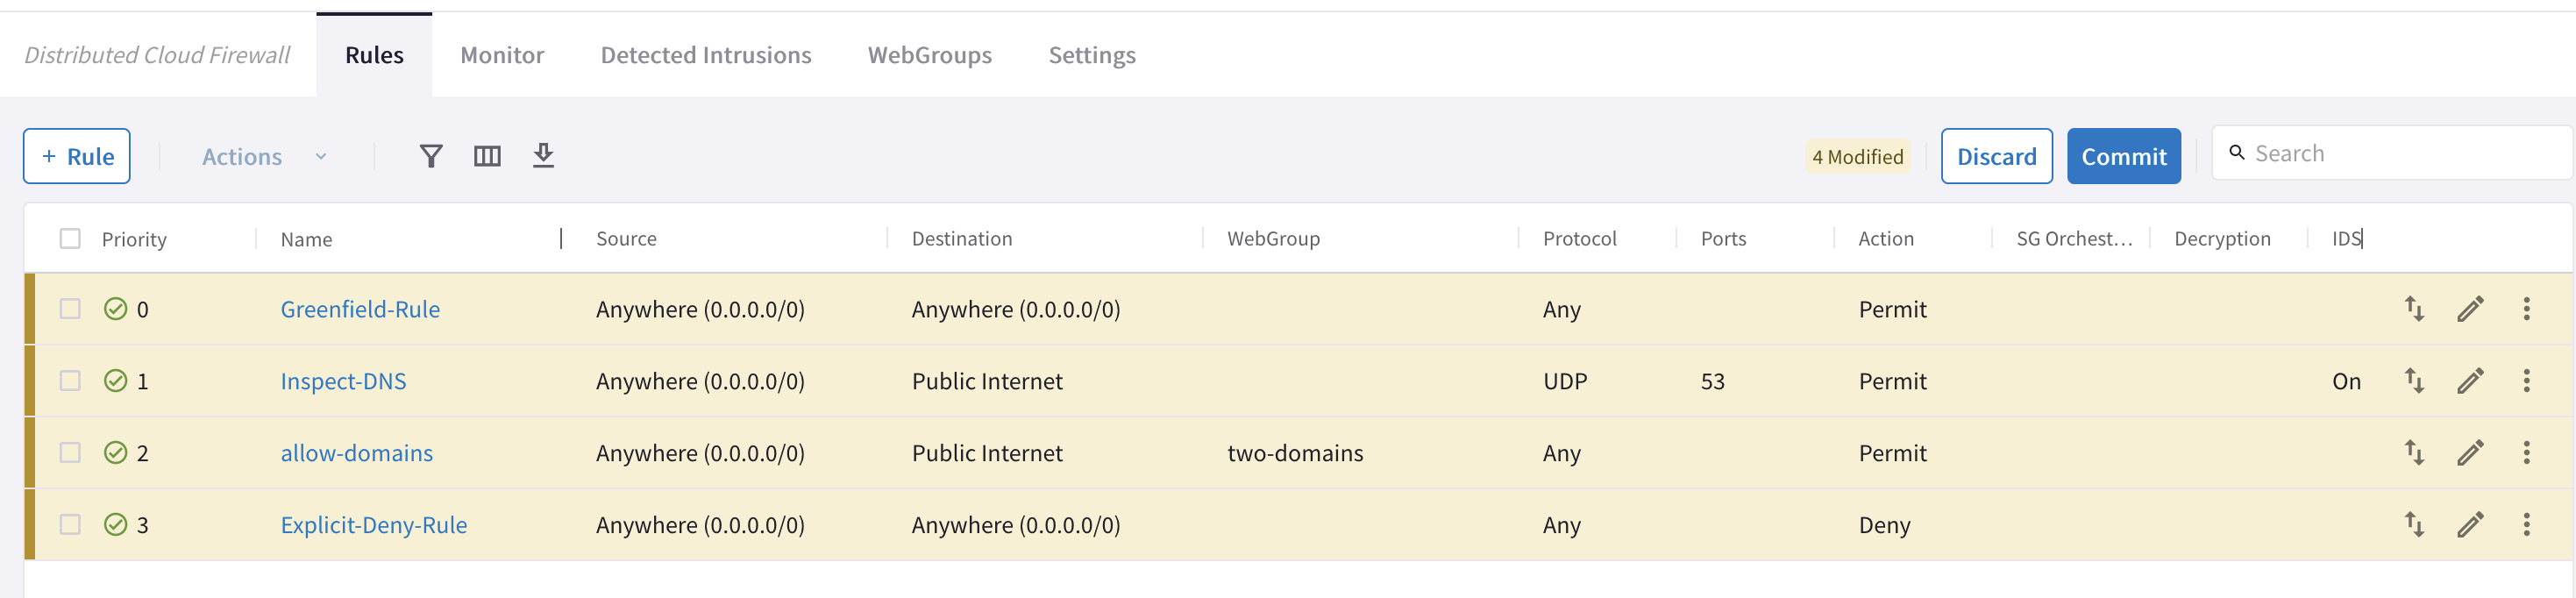 Distributed Cloud Firewall Rules Monitor Detected Intrusions WebGroups Settings
+ Rule Actions 4 Modified Discard Commit Search
Priority Name Source Destination WebGroup Protocol Ports Action SG Orchest... Decryption IDS
0 Greenfield-Rule Anywhere (0.0.0.0/0) Anywhere (0.0.0.0/0) Any Permit
1 Inspect-DNS Anywhere (0.0.0.0/0) Public Internet UDP 53 Permit On
2 allow-domains Anywhere (0.0.0.0/0) Public Internet two-domains Any Permit
3 Explicit-Deny-Rule Anywhere (0.0.0.0/0) Anywhere (0.0.0.0/0) Any Deny